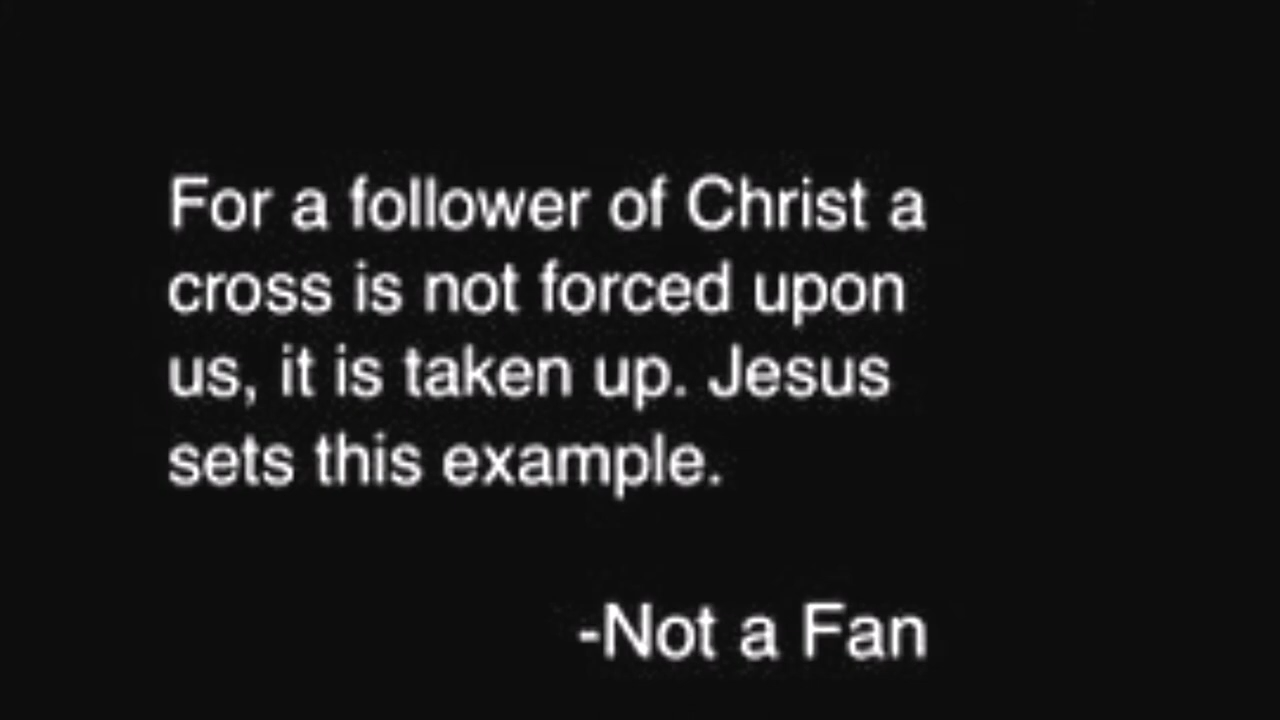 For a follower of Christ a
cross is not forced upon
us, it is taken up. Jesus
sets this example.
-Not a Fan